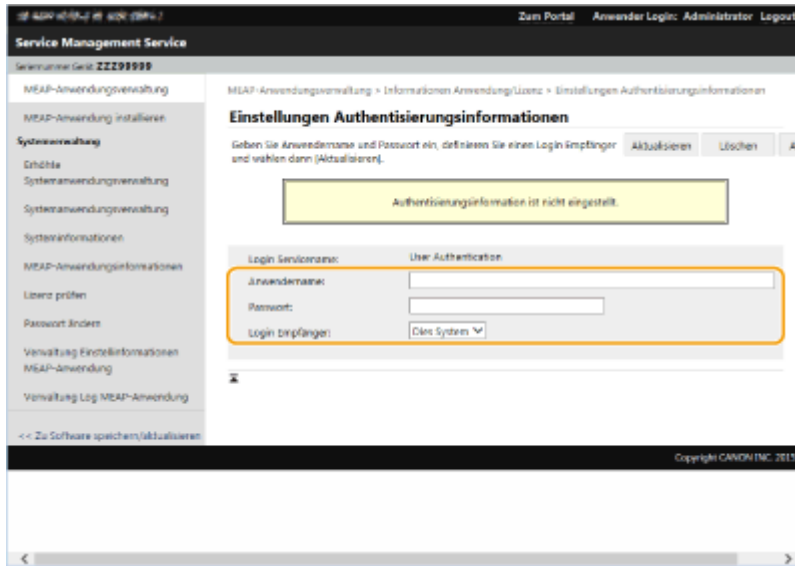 Zum Portal Anwender Login: Administrator Logout
Service Management Service
Seriennummer Gerät: ZZZ99999
MEAP-Anwendungsverwaltung
MEAP-Anwendungsverwaltung > Informationen Anwendung/Lizenz > Einstellungen Authentisierungsinformationen
MEAP-Anwendung installieren
Einstellungen Authentisierungsinformationen
Systemverwaltung
Geben Sie Anwendername und Passwort ein, definieren Sie einen Login Empfänger
und wählen dann [Aktualisieren].
Aktualisieren Löschen A
Erhöhte
Systemanwendungsverwaltung
Systemanwendungsverwaltung
Authentisierungsinformation ist nicht eingestellt.
Systeminformationen
MEAP-Anwendungsinformationen
Login Servicename: User Authentication
Anwendername:
Lizenz prüfen
Passwort:
Passwort ändern
Login Empfänger: Dies System
Verwaltung Einstellinformationen
MEAP-Anwendung
Verwaltung Log MEAP-Anwendung
<< Zu Software speichern/aktualisieren
Copyright CANON INC. 2015